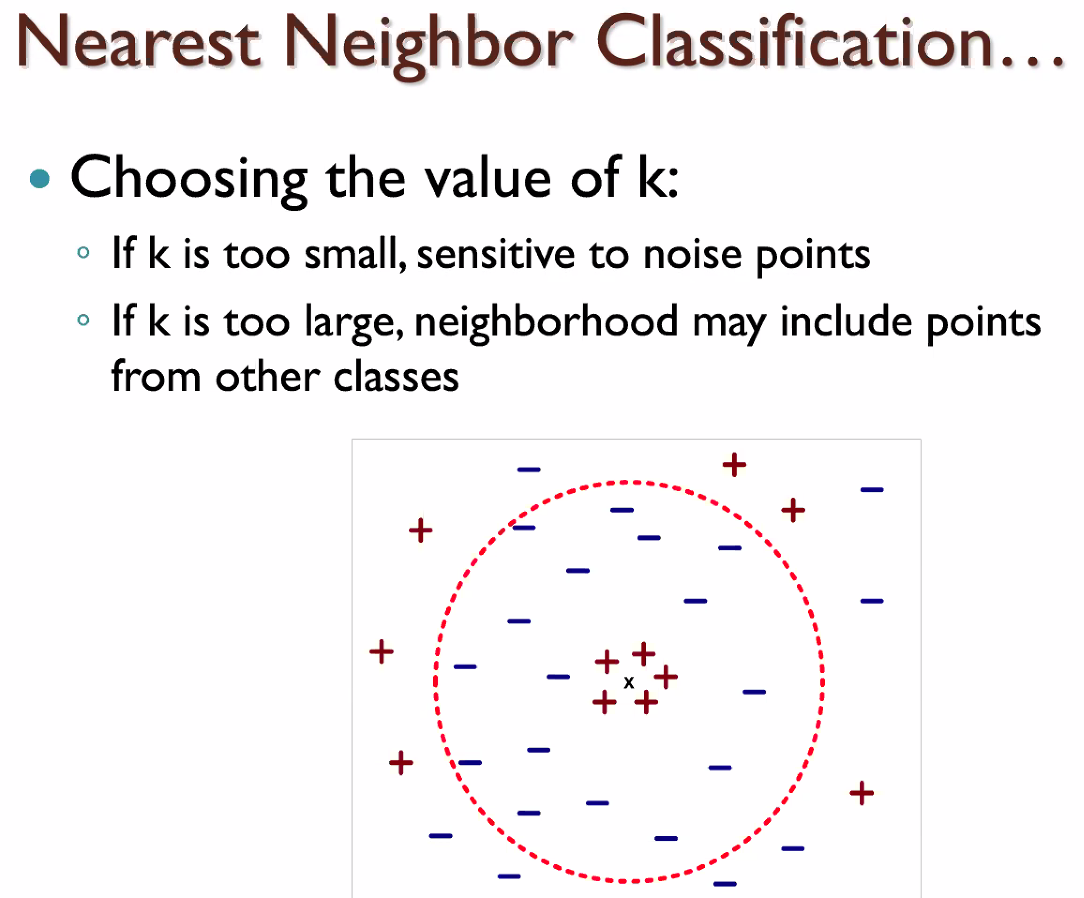 Nearest Neighbor Classification…
• Choosing the value of k:
◦ If k is too small, sensitive to noise points
◦ If k is too large, neighborhood may include points
from other classes
x